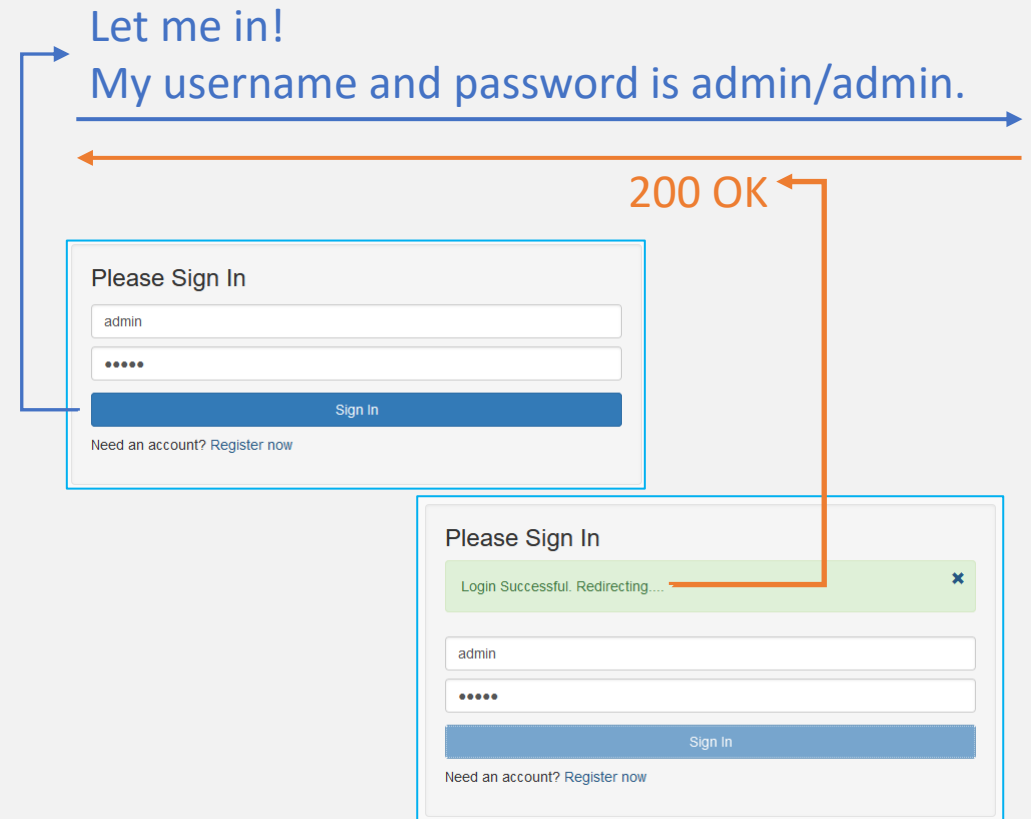 Let me in!
My username and password is admin/admin.
200 OK
Please Sign In
admin
•••••
Sign In
Need an account? Register now
Please Sign In
Login Successful. Redirecting....
admin
•••••
Sign In
Need an account? Register now